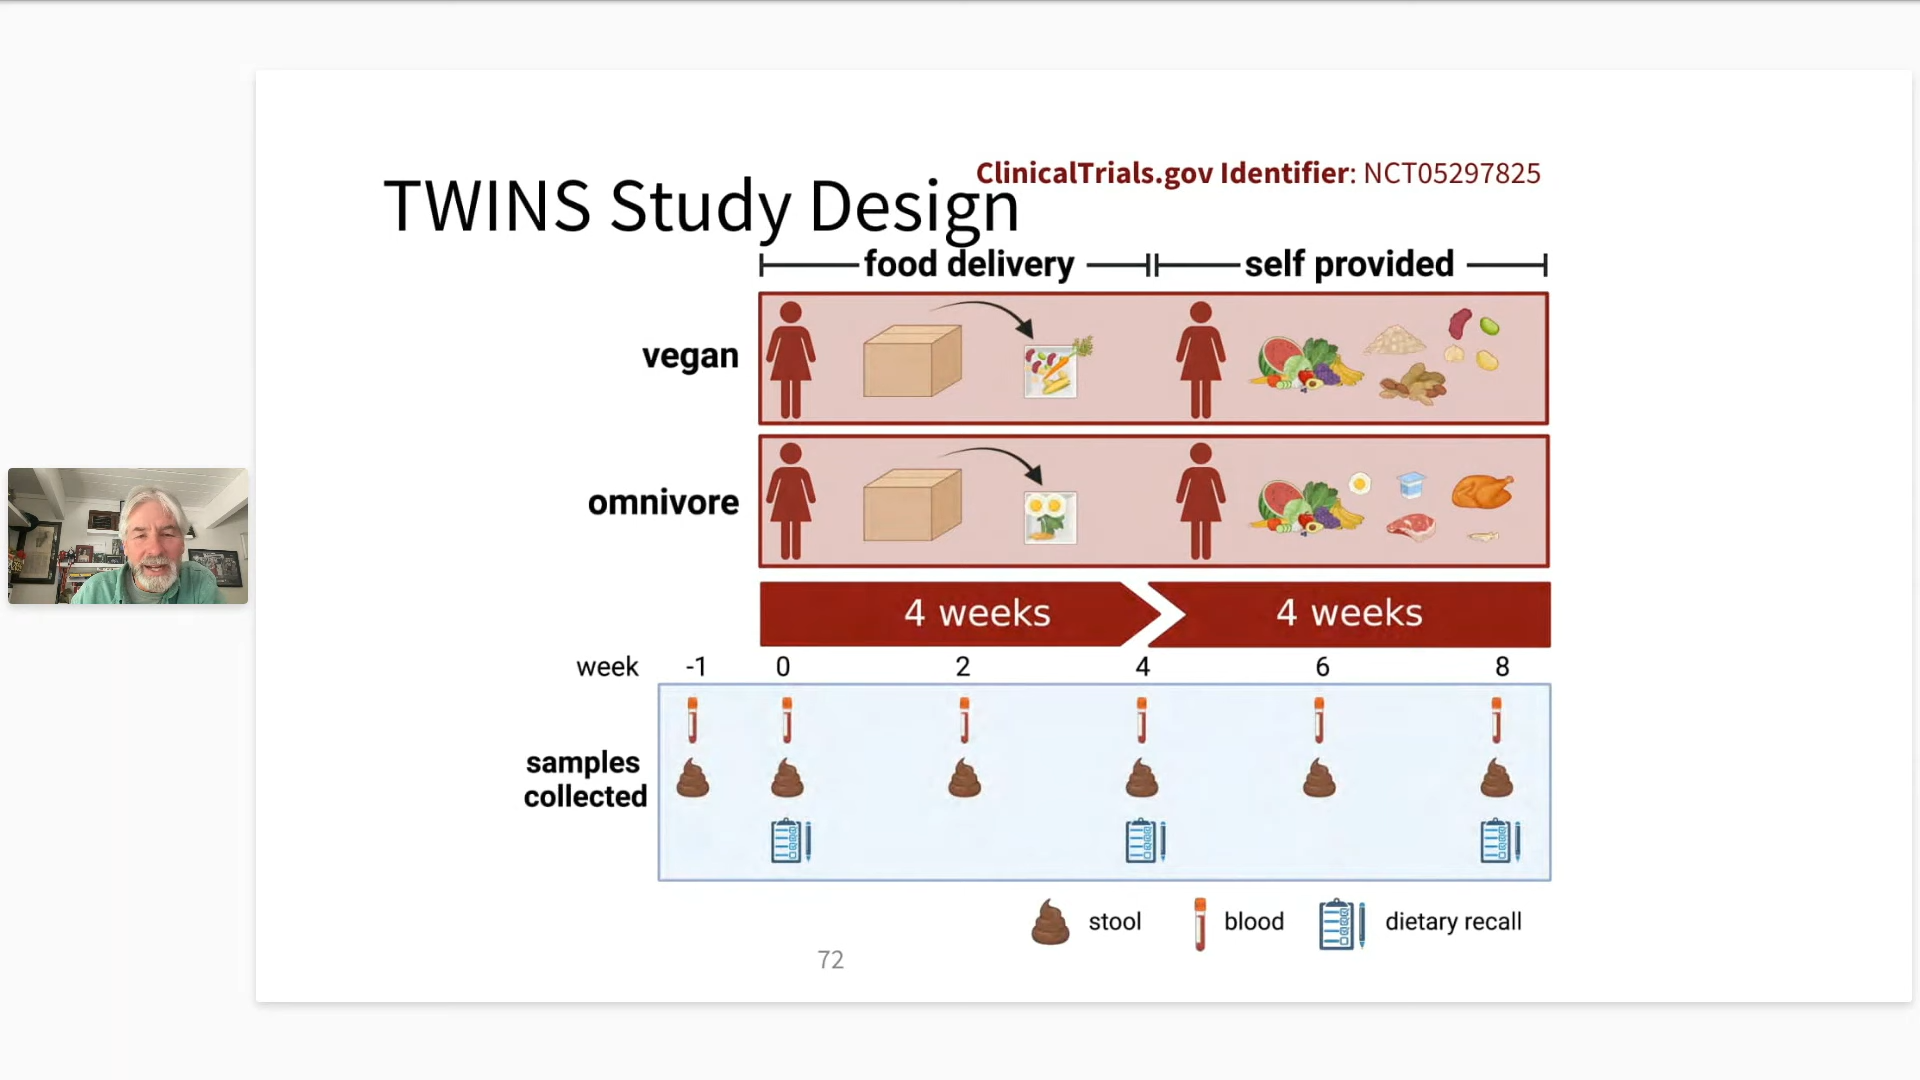 ClinicalTrials.gov Identifier: NCT05297825
TWINS Study Design
food delivery self provided
vegan
omnivore
4 weeks 4 weeks
week -1 0 2 4 6 8
samples
collected
stool blood dietary recall
72